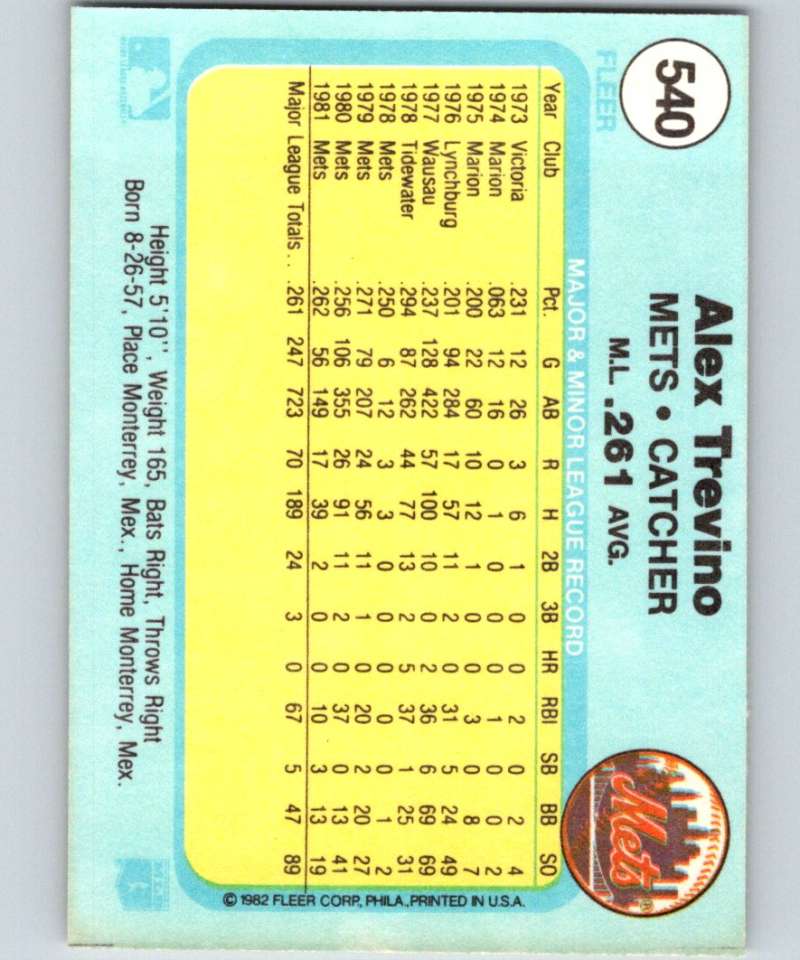 540
FLEER
Alex Trevino
METS • CATCHER
M.L. .261 AVG.
Mets
MAJOR & MINOR LEAGUE RECORD
Year Club Pct. G AB R H 2B 3B HR RBI SB BB SO
1973 Victoria .231 12 26 3 6 1 0 0 2 0 2 4
1974 Marion .063 12 16 0 1 0 0 0 1 0 0 2
1975 Marion .200 22 60 10 12 1 0 0 3 0 8 7
1976 Lynchburg .201 94 284 17 57 11 2 0 31 5 24 49
1977 Wausau .237 128 422 57 100 10 0 2 36 6 69 69
1978 Tidewater .294 87 262 44 77 13 2 5 37 1 25 31
1978 Mets .250 6 12 3 3 0 0 0 0 0 1 2
1979 Mets .271 79 207 24 56 11 1 0 20 2 20 27
1980 Mets .256 106 355 26 91 11 2 0 37 0 13 41
1981 Mets .262 56 149 17 39 2 0 0 10 3 13 19
Major League Totals . . .261 247 723 70 189 24 3 0 67 5 47 89
© 1982 FLEER CORP., PHILA., PRINTED IN U.S.A.
Height 5'10", Weight 165, Bats Right, Throws Right
Born 8-26-57, Place Monterrey, Mex., Home Monterrey, Mex.